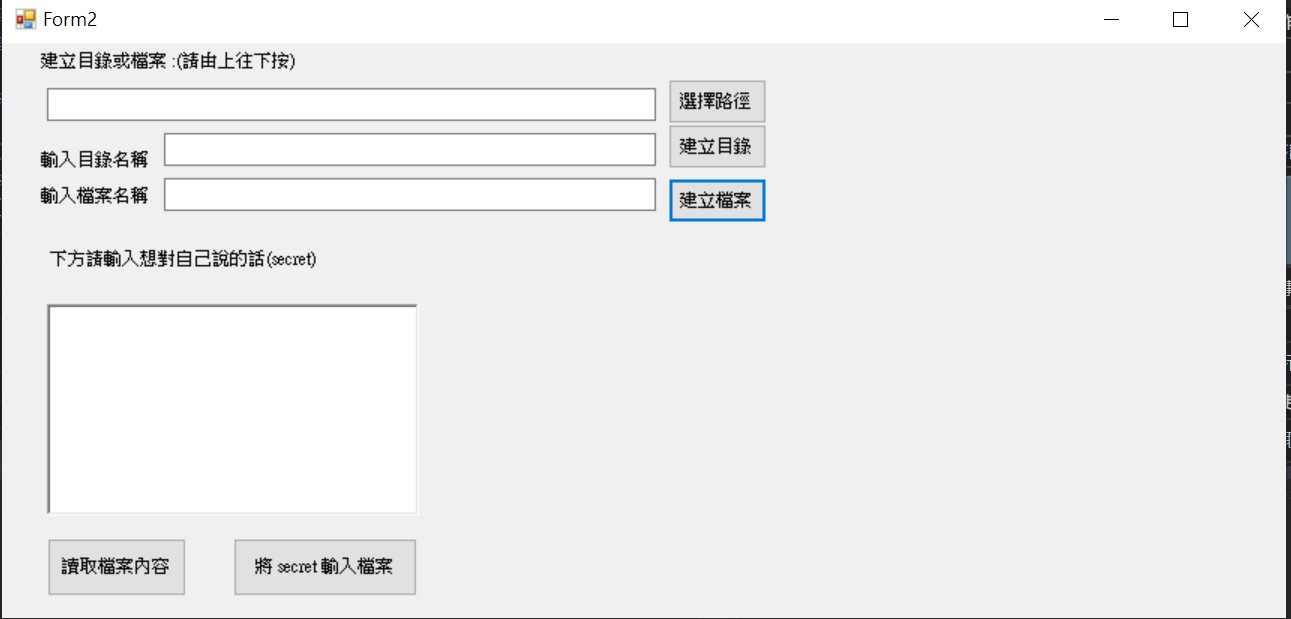 Form2
建立目錄或檔案 :(請由上往下按)
選擇路徑
建立目錄
輸入目錄名稱
輸入檔案名稱
建立檔案
下方請輸入想對自己說的話(secret)
讀取檔案內容
將 secret 輸入檔案